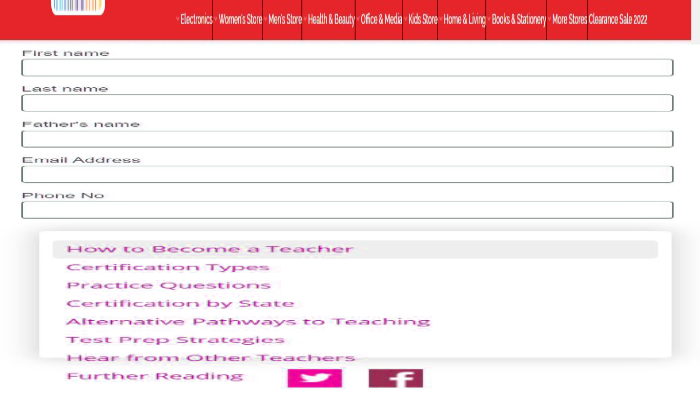 Electronics Women's Store Men's Store Health & Beauty Office & Media Kids Store Home & Living Books & Stationery More Stores Clearance Sale 2022
First name
Last name
Father's name
Email Address
Phone No
How to Become a Teacher
Certification Types
Practice Questions
Certification by State
Alternative Pathways to Teaching
Test Prep Strategies
Hear from Other Teachers
Further Reading